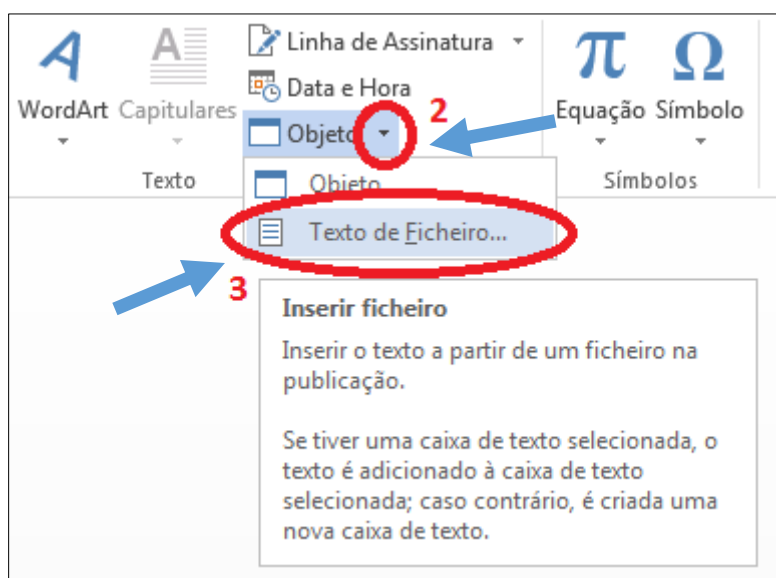 Linha de Assinatura
Data e Hora
WordArt
Capitulares
Objeto
2
Equação
Símbolo
Texto
Símbolos
Objeto
Texto de Ficheiro...
3
Inserir ficheiro
Inserir o texto a partir de um ficheiro na
publicação.
Se tiver uma caixa de texto selecionada, o
texto é adicionado à caixa de texto
selecionada; caso contrário, é criada uma
nova caixa de texto.